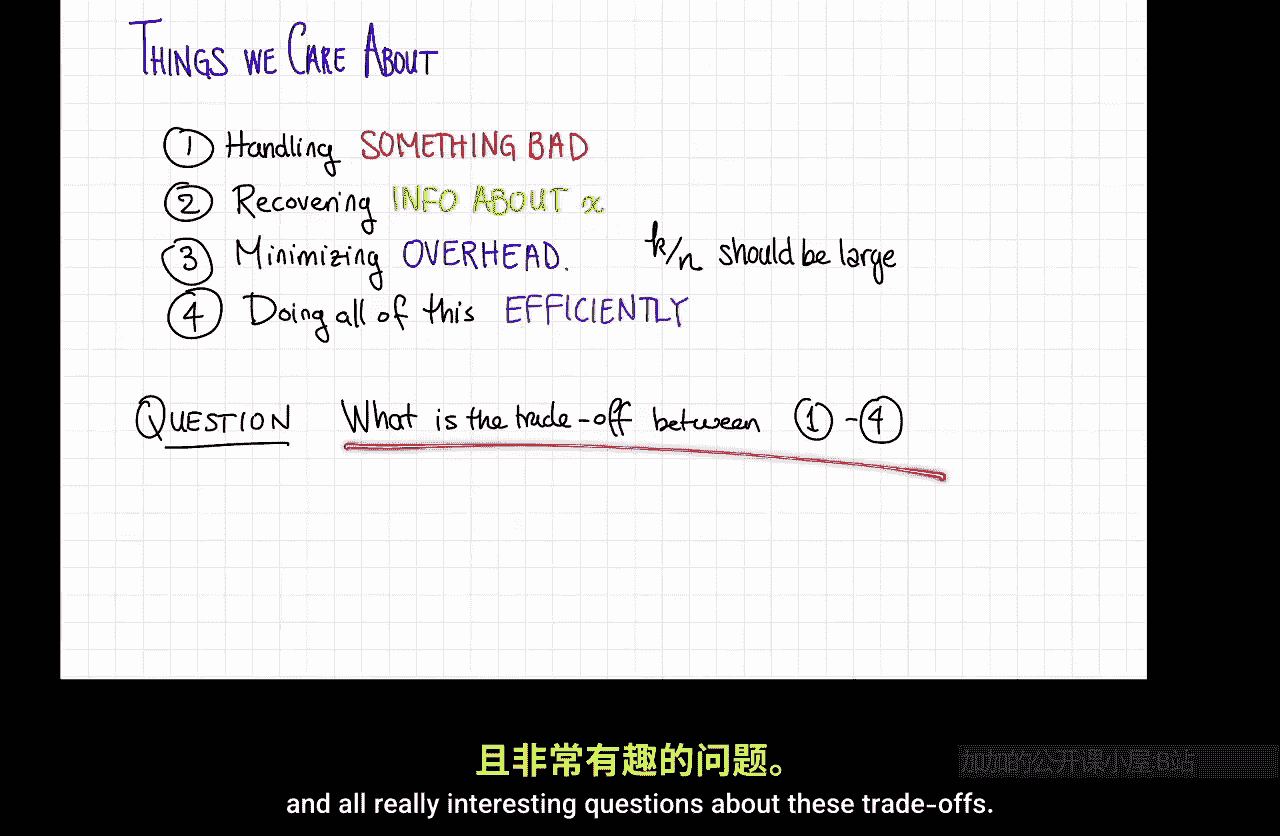 THINGS WE CARE ABOUT
① Handling SOMETHING BAD
② Recovering INFO ABOUT x
③ Minimizing OVERHEAD. k/n should be large
④ Doing all of this EFFICIENTLY
QUESTION What is the trade-off between ①-④
且非常有趣的问题。
加加的公开课小屋:B站
and all really interesting questions about these trade-offs.